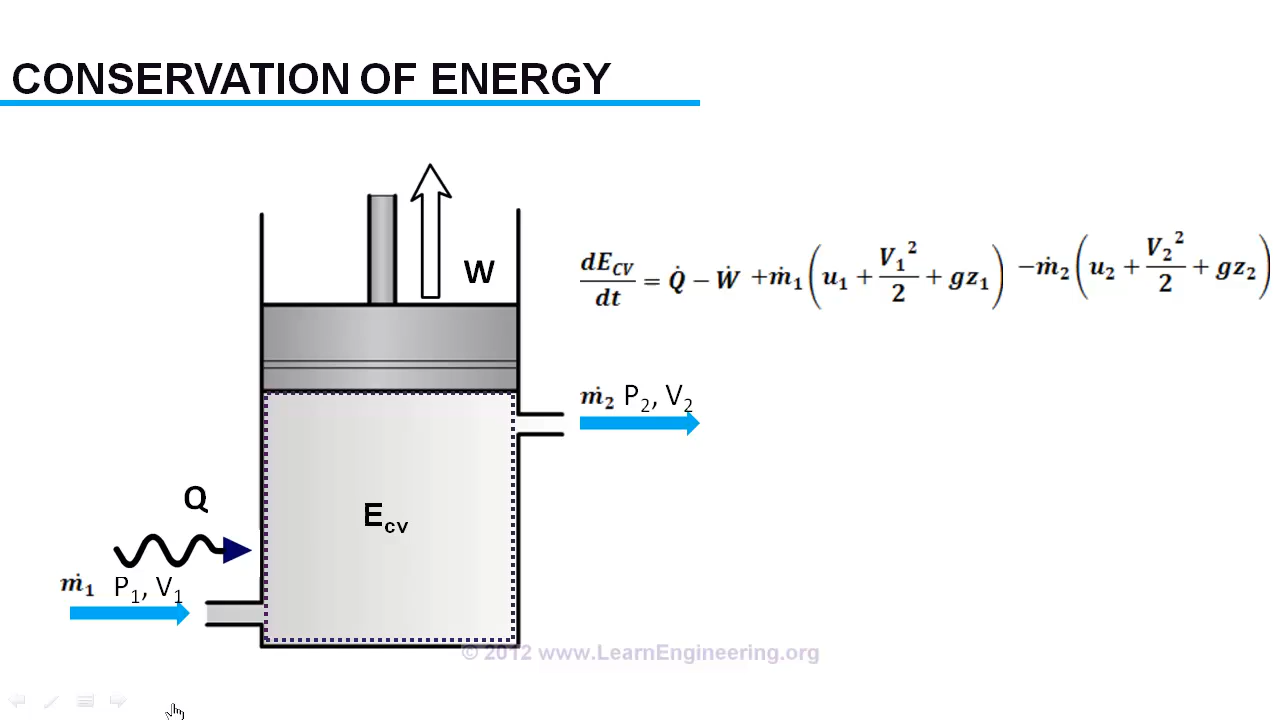 CONSERVATION OF ENERGY
W
dE_CV/dt = Q̇ − Ẇ +ṁ₁(u₁ + V₁²/2 + gz₁) −ṁ₂(u₂ + V₂²/2 + gz₂)
ṁ₂ P₂, V₂
Q
E_cv
ṁ₁ P₁, V₁
© 2012 www.LearnEngineering.org